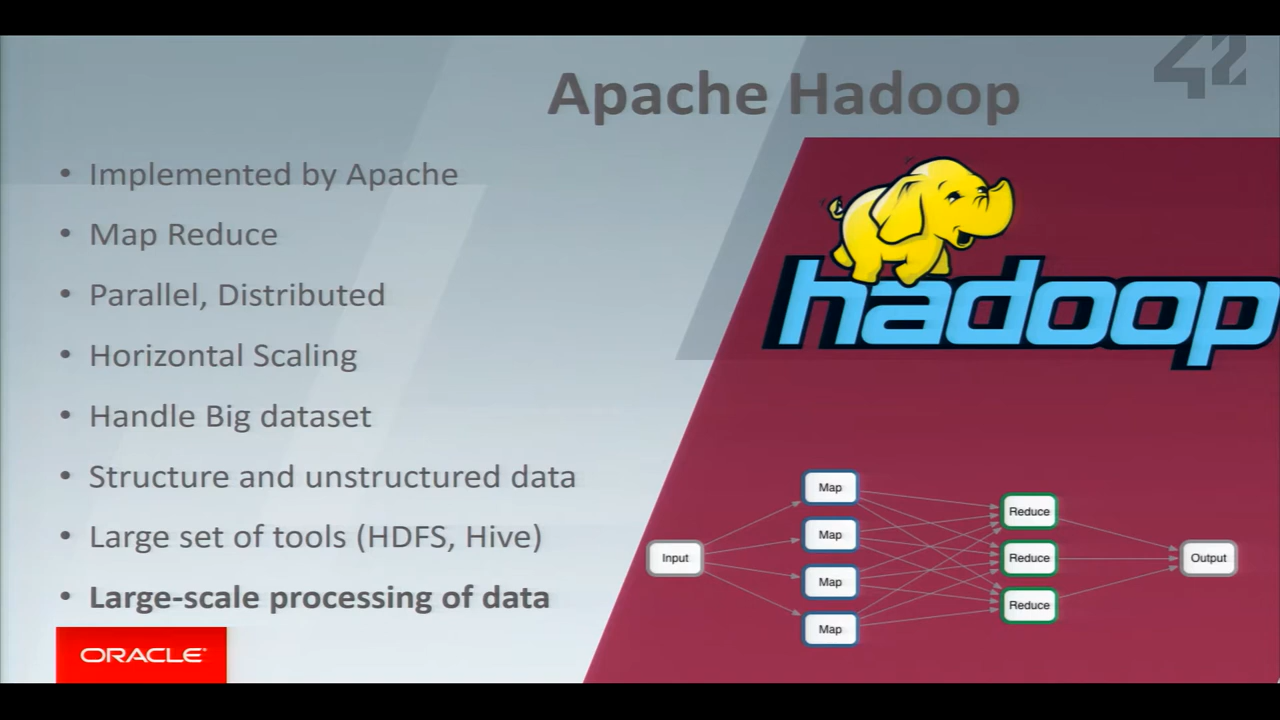 42
Apache Hadoop
• Implemented by Apache
• Map Reduce
• Parallel, Distributed
• Horizontal Scaling
• Handle Big dataset
• Structure and unstructured data
• Large set of tools (HDFS, Hive)
• Large-scale processing of data
ORACLE®
hadoop
Input
Map
Map
Map
Map
Reduce
Reduce
Reduce
Output